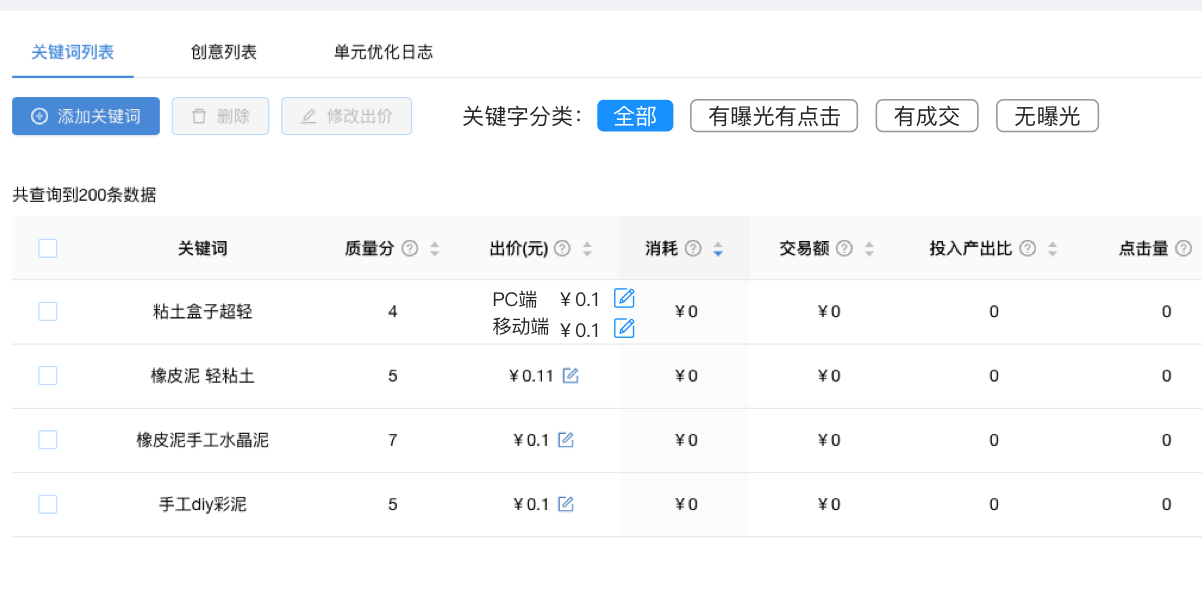 关键词列表 创意列表 单元优化日志
添加关键词 删除 修改出价 关键字分类： 全部 有曝光有点击 有成交 无曝光
共查询到200条数据
关键词 质量分 出价(元) 消耗 交易额 投入产出比 点击量
粘土盒子超轻 4 PC端 ¥0.1 ¥0 ¥0 0 0
移动端 ¥0.1
橡皮泥 轻粘土 5 ¥0.11 ¥0 ¥0 0 0
橡皮泥手工水晶泥 7 ¥0.1 ¥0 ¥0 0 0
手工diy彩泥 5 ¥0.1 ¥0 ¥0 0 0